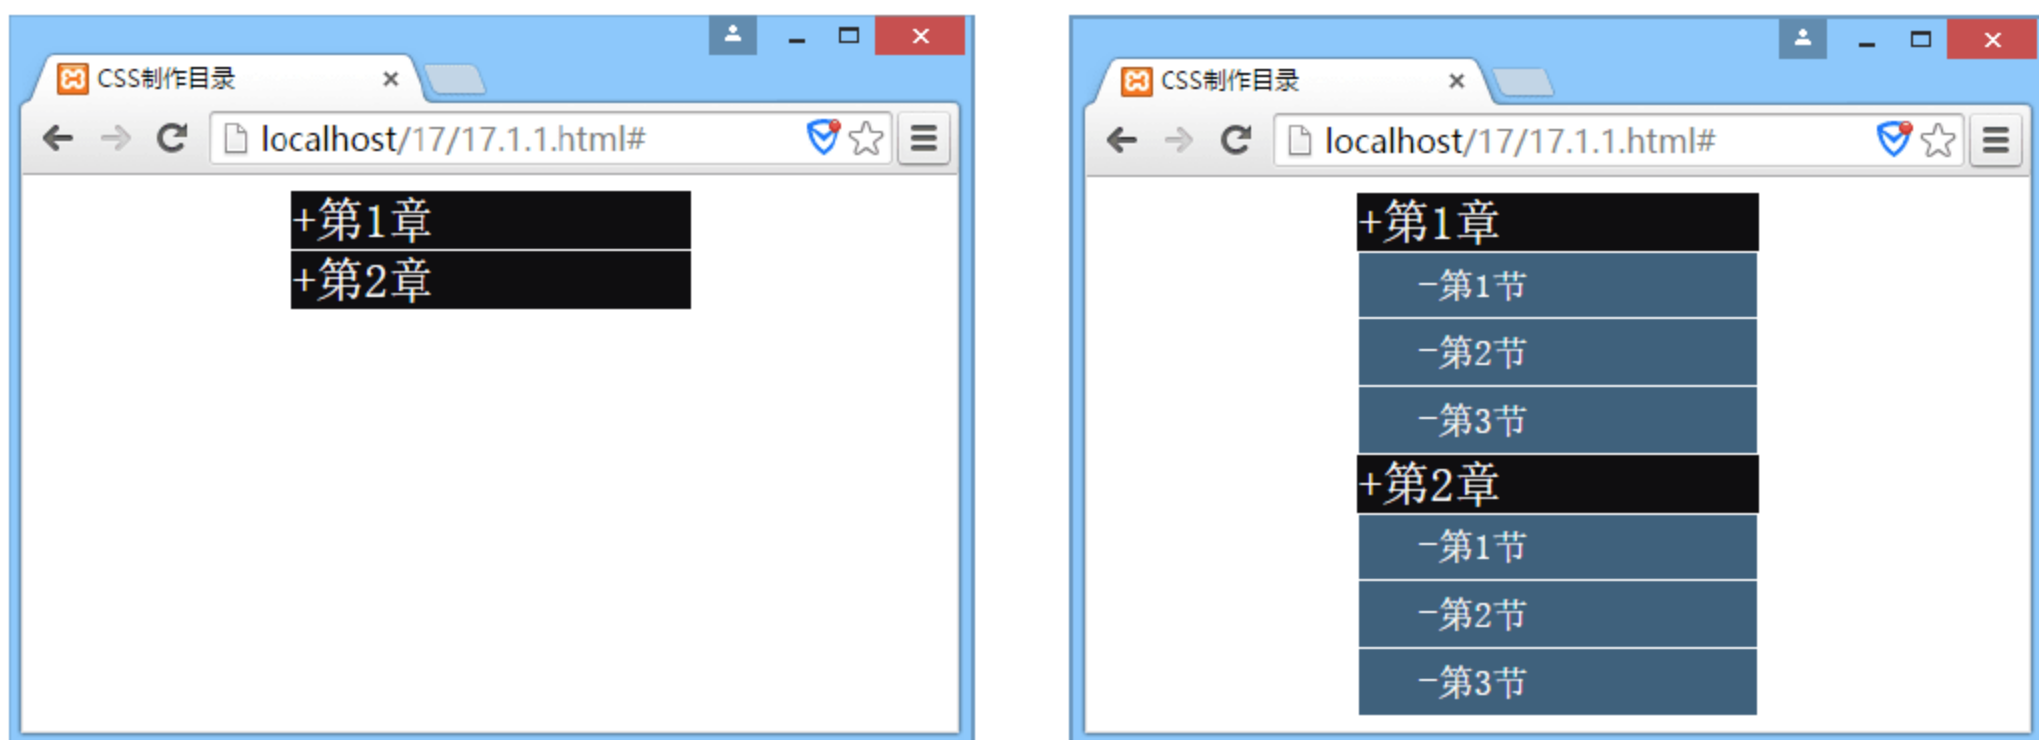 CSS制作目录
localhost/17/17.1.1.html#
+第1章
+第2章
CSS制作目录
localhost/17/17.1.1.html#
+第1章
-第1节
-第2节
-第3节
+第2章
-第1节
-第2节
-第3节